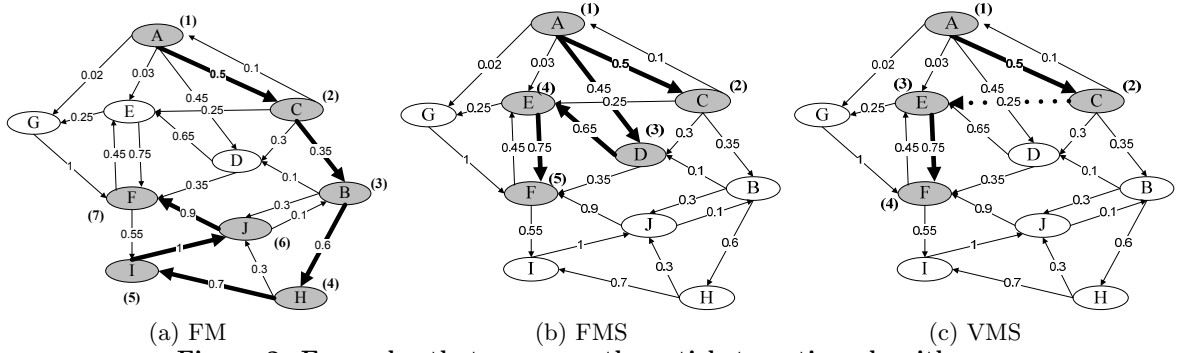 (1)
A
0.02
0.03
0.5
0.1
0.45
E
C
(2)
G
0.25
0.25
0.65
0.3
0.35
0.45
0.75
D
1
0.35
0.1
B
(3)
F
(7)
0.9
0.3
0.1
J
(6)
0.6
0.55
1
I
(5)
0.7
0.3
H
(4)
(a) FM
(1)
A
0.02
0.03
0.5
0.1
0.45
(4)
E
C
(2)
G
0.25
0.25
0.65
0.3
0.35
0.45
0.75
D
(3)
1
0.35
0.1
B
F
(5)
0.9
0.3
0.1
J
0.6
0.55
1
I
0.7
0.3
H
(b) FMS
(1)
A
0.02
0.03
0.5
0.1
0.45
(3)
E
C
(2)
G
0.25
0.25
0.65
0.3
0.35
0.45
0.75
D
1
0.35
0.1
B
F
(4)
0.9
0.3
0.1
J
0.6
0.55
1
I
0.7
0.3
H
(c) VMS